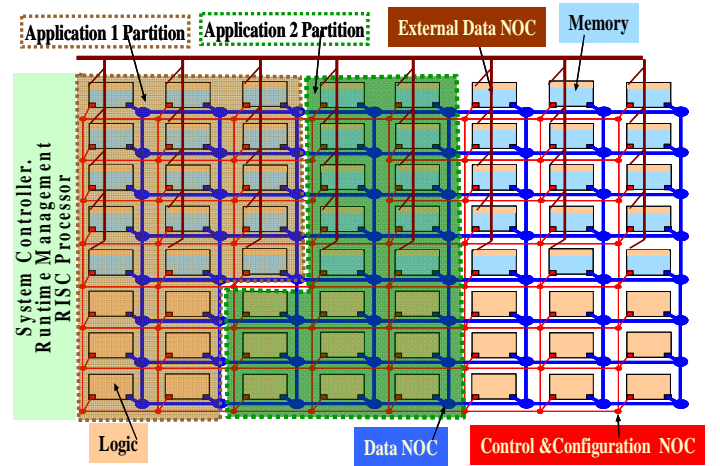 Application 1 Partition
Application 2 Partition
External Data NOC
Memory
System Controller.
Runtime Management
RISC Processor
Logic
Data NOC
Control &Configuration NOC